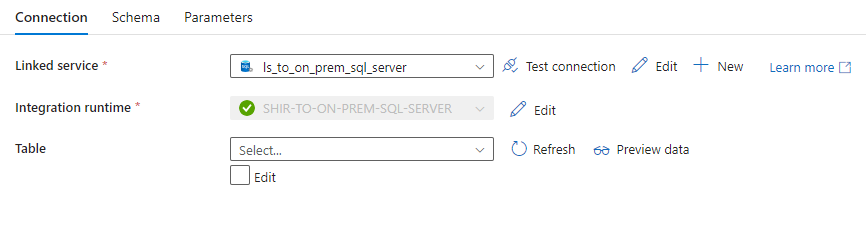 Connection Schema Parameters
Linked service * ls_to_on_prem_sql_server Test connection Edit New Learn more
Integration runtime * SHIR-TO-ON-PREM-SQL-SERVER Edit
Table Select... Refresh Preview data
Edit